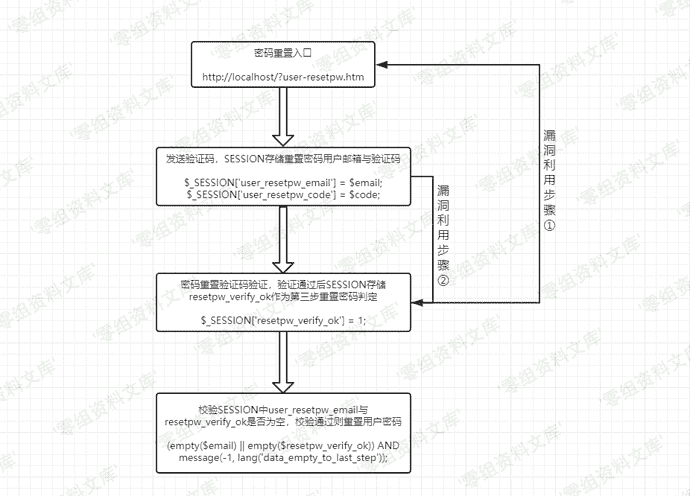 密码重置入口
http://localhost/?user-resetpw.htm
发送验证码，SESSION存储重置密码用户邮箱与验证码
$_SESSION['user_resetpw_email'] = $email;
$_SESSION['user_resetpw_code'] = $code;
漏洞利用步骤①
漏洞利用步骤②
密码重置验证码验证，验证通过后SESSION存储
resetpw_verify_ok作为第三步重置密码判定
$_SESSION['resetpw_verify_ok'] = 1;
校验SESSION中user_resetpw_email与
resetpw_verify_ok是否为空，校验通过则重置用户密码
(empty($email) || empty($resetpw_verify_ok)) AND
message(-1, lang('data_empty_to_last_step'));
'零组资料文库'